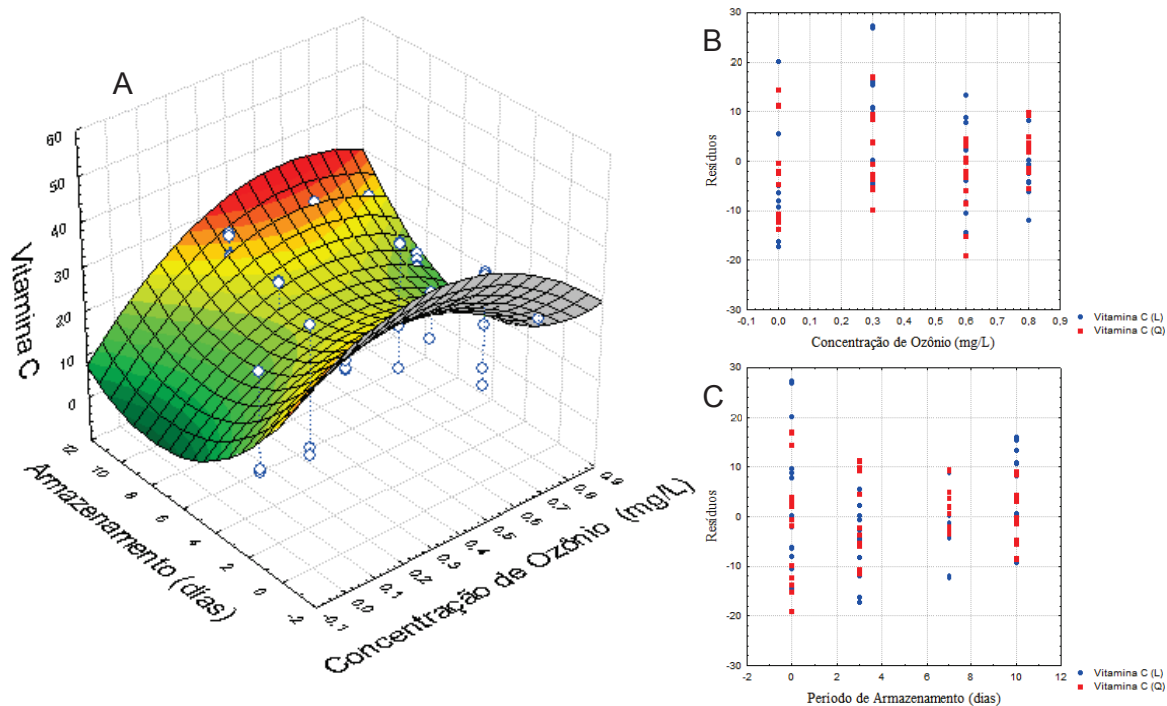 A
Vitamina C
60
50
40
30
20
10
0
Armazenamento (dias)
12
10
8
6
4
2
0
-2
Concentração de Ozônio (mg/L)
-0.1
0.0
0.1
0.2
0.3
0.4
0.5
0.6
0.7
0.8
0.9
B
Resíduos
30
20
10
0
-10
-20
-30
-0,1 0,0 0,1 0,2 0,3 0,4 0,5 0,6 0,7 0,8 0,9
Concentração de Ozônio (mg/L)
Vitamina C (L)
Vitamina C (Q)
C
Resíduos
30
20
10
0
-10
-20
-30
-2 0 2 4 6 8 10 12
Período de Armazenamento (dias)
Vitamina C (L)
Vitamina C (Q)